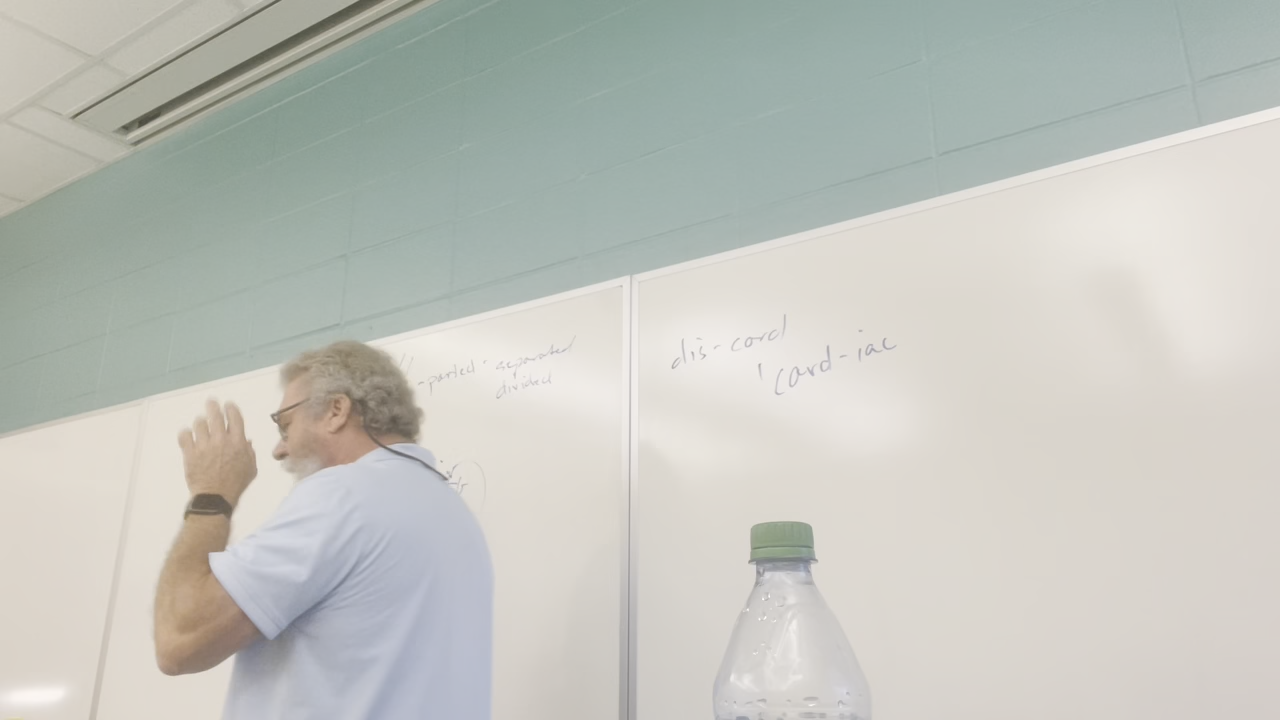 -parted - separated
divided
dis-cord
'card-iac